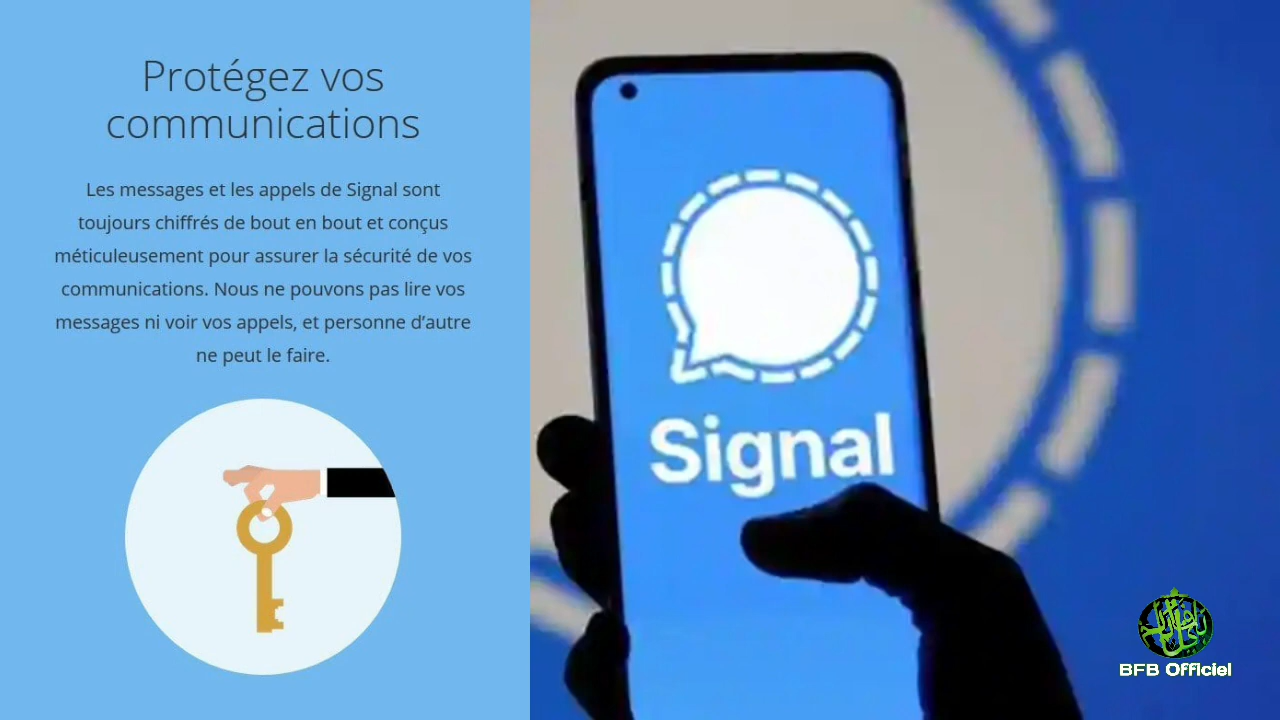 Protégez vos
communications
Les messages et les appels de Signal sont
toujours chiffrés de bout en bout et conçus
méticuleusement pour assurer la sécurité de vos
communications. Nous ne pouvons pas lire vos
messages ni voir vos appels, et personne d’autre
ne peut le faire.
Signal
BFB Officiel